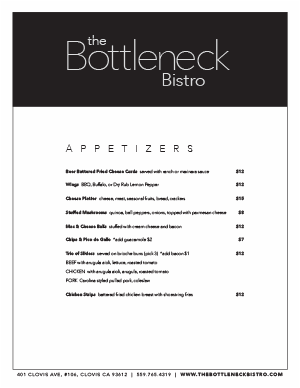 the
Bottleneck
Bistro
APPETIZERS
Beer Battered Fried Cheese Curds served with ranch or marinara sauce $12
Wings BBQ, Buffalo, or Dry Rub Lemon Pepper $12
Cheese Platter cheese, meat, seasonal fruits, bread, crackers $15
Stuffed Mushrooms quinoa, bell peppers, onions, topped with parmesan cheese $8
Mac & Cheese Balls stuffed with cream cheese and bacon $12
Chips & Pico de Gallo *add guacamole $2 $7
Trio of Sliders served on brioche buns (pick 3) *add bacon $1 $12
BEEF with arugula aioli, lettuce, roasted tomato
CHICKEN with arugula aioli, arugula, roasted tomato
PORK Carolina styled pulled pork, coleslaw
Chicken Strips battered fried chicken breast with shoestring fries $12
401 CLOVIS AVE, #106, CLOVIS CA 93612 | 559.765.4319 | WWW.THEBOTTLENECKBISTRO.COM